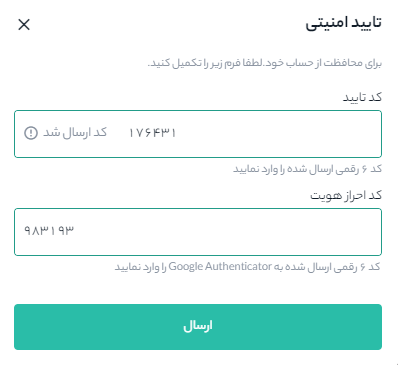 تایید امنیتی
برای محافظت از حساب خود.لطفا فرم زیر را تکمیل کنید.
کد تایید
۱۷۶۴۳۱ کد ارسال شد
کد ۶ رقمی ارسال شده را وارد نمایید
کد احراز هویت
۹۸۳۱۹۳
کد ۶ رقمی ارسال شده به Google Authenticator را وارد نمایید
ارسال